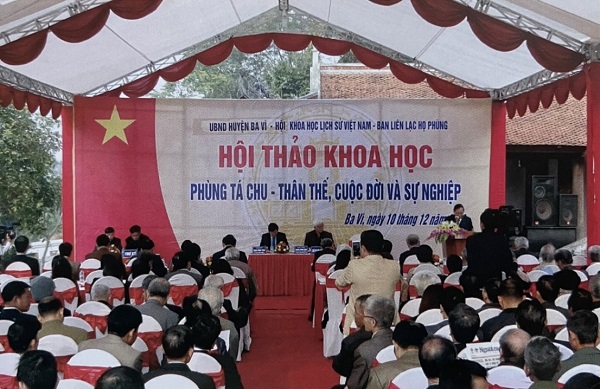 UBND HUYỆN BA VÌ - HỘI KHOA HỌC LỊCH SỬ VIỆT NAM - BAN LIÊN LẠC HỌ PHÙNG
HỘI THẢO KHOA HỌC
PHÙNG TÁ CHU - THÂN THẾ, CUỘC ĐỜI VÀ SỰ NGHIỆP
Ba Vì, ngày 10 tháng 12 năm